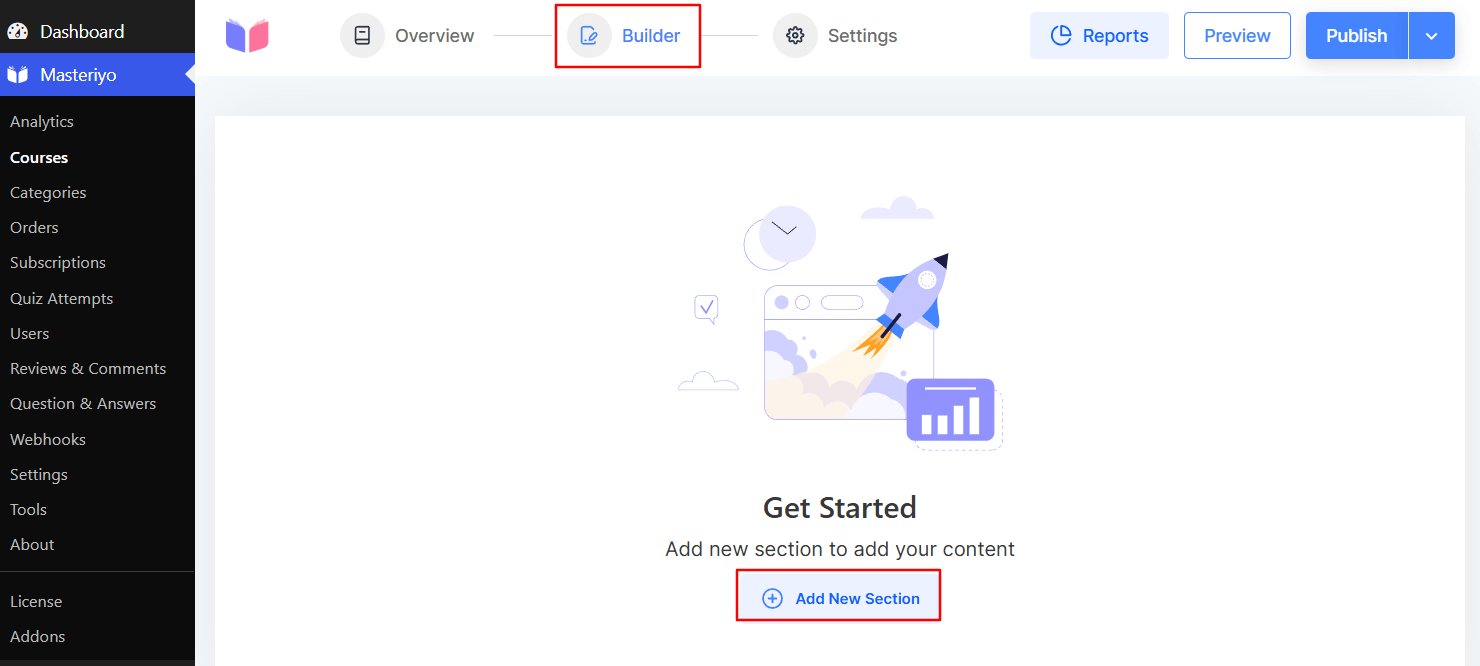 Dashboard
Masteriyo
Analytics
Courses
Categories
Orders
Subscriptions
Quiz Attempts
Users
Reviews & Comments
Question & Answers
Webhooks
Settings
Tools
About
License
Addons
Overview
Builder
Settings
Reports
Preview
Publish
Get Started
Add new section to add your content
Add New Section